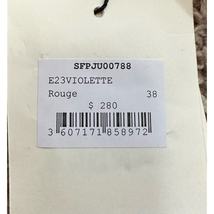 SFPJU00788
E23VIOLETTE
Rouge 38
$ 280
3 607171 858972